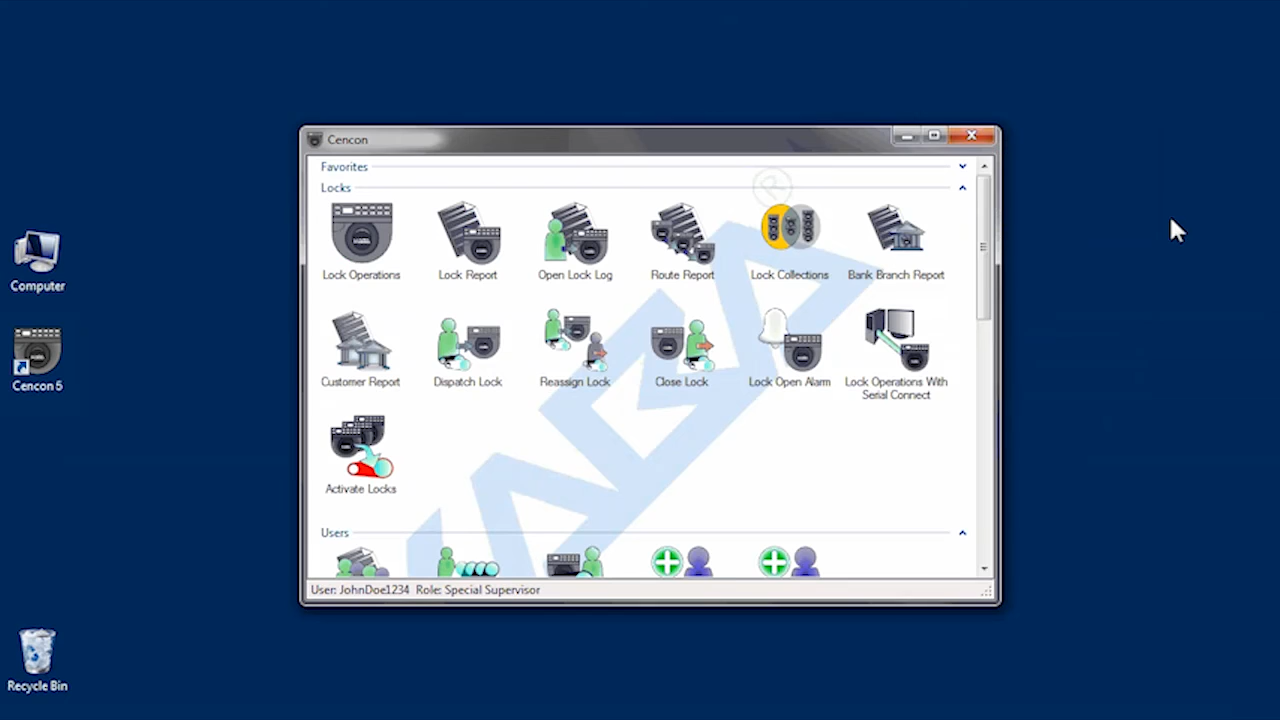 Cencon
Favorites
Locks
®
Lock Operations
Lock Report
Open Lock Log
Route Report
Lock Collections
Bank Branch Report
Customer Report
Dispatch Lock
Reassign Lock
Close Lock
Lock Open Alarm
Lock Operations With
Serial Connect
Activate Locks
Users
User: JohnDoe1234 Role: Special Supervisor
Computer
Cencon 5
Recycle Bin